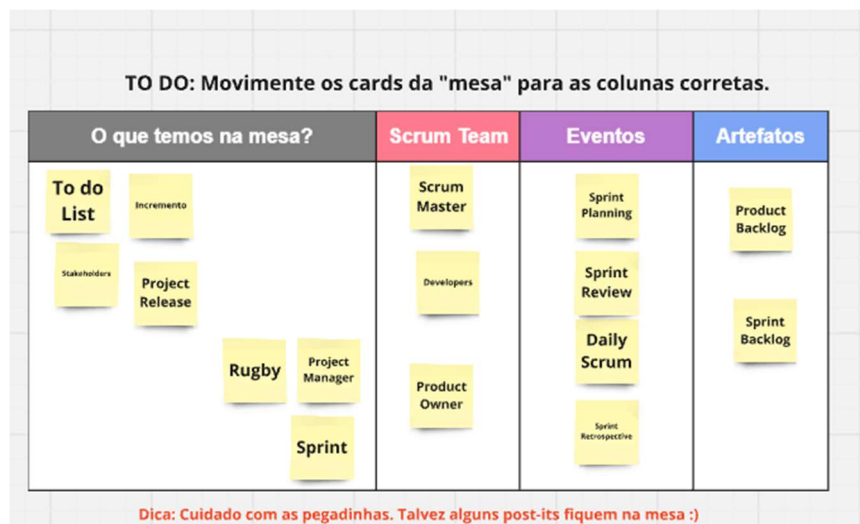 TO DO: Movimente os cards da "mesa" para as colunas corretas.
O que temos na mesa?
Scrum Team
Eventos
Artefatos
To do
List
Incremento
Stakeholders
Project
Release
Rugby
Project
Manager
Sprint
Scrum
Master
Developers
Product
Owner
Sprint
Planning
Sprint
Review
Daily
Scrum
Sprint
Retrospective
Product
Backlog
Sprint
Backlog
Dica: Cuidado com as pegadinhas. Talvez alguns post-its fiquem na mesa :)